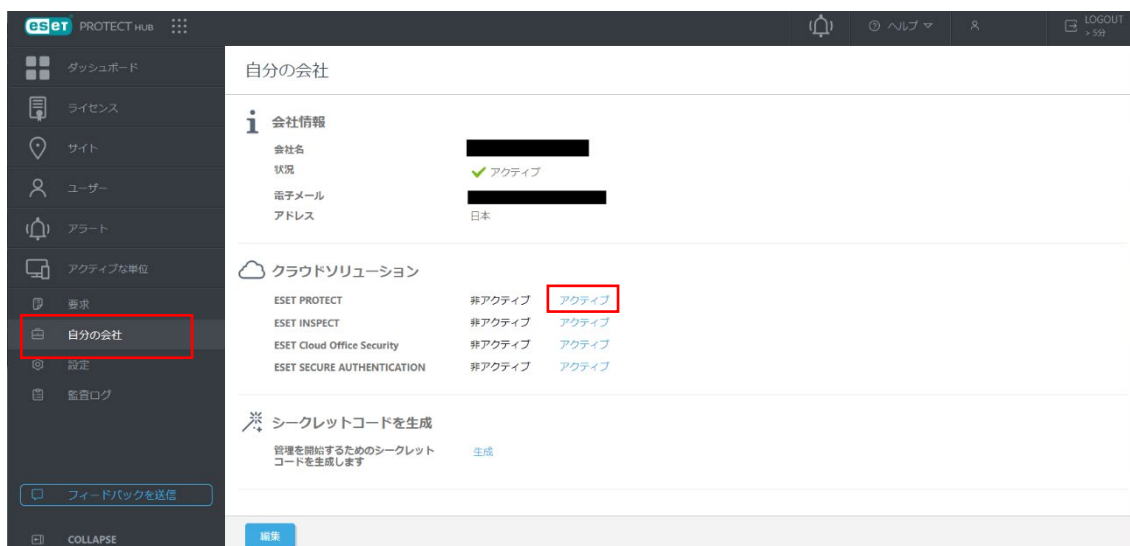 eset PROTECT HUB
ヘルプ
LOGOUT
> 5分
ダッシュボード
ライセンス
サイト
ユーザー
アラート
アクティブな単位
要求
自分の会社
設定
監査ログ
フィードバックを送信
COLLAPSE
自分の会社
会社情報
会社名
状況 アクティブ
電子メール
アドレス 日本
クラウドソリューション
ESET PROTECT 非アクティブ アクティブ
ESET INSPECT 非アクティブ アクティブ
ESET Cloud Office Security 非アクティブ アクティブ
ESET SECURE AUTHENTICATION 非アクティブ アクティブ
シークレットコードを生成
管理を開始するためのシークレット 生成
コードを生成します
編集